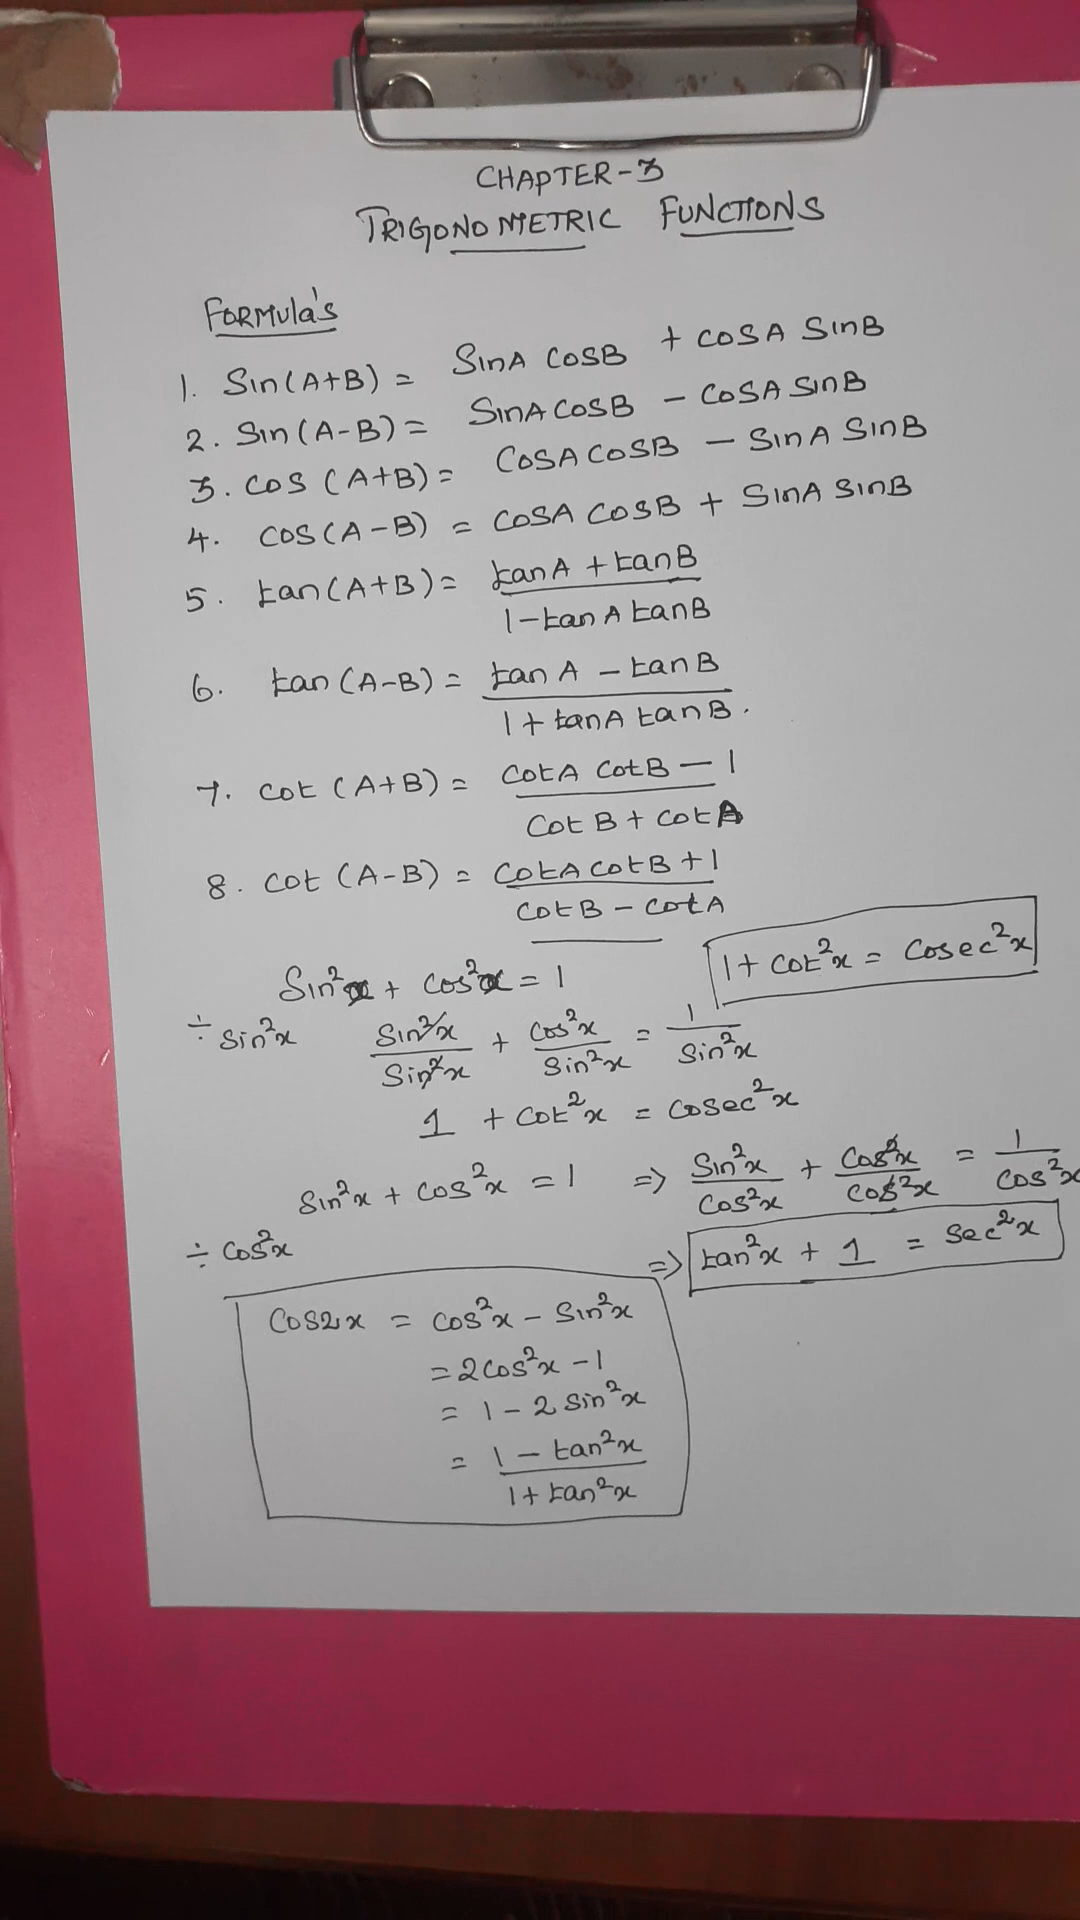 CHAPTER-3
TRIGONOMETRIC FUNCTIONS
FORMula's
1. Sin(A+B) = SinA COSB + COSA SinB
2. Sin(A-B) = SinA COSB - COSA SinB
3. COS (A+B) = COSA COSB - SinA SinB
4. COS(A-B) = COSA COSB + SinA SinB
5. tan(A+B) = tanA + tanB
1-tanA tanB
6. tan(A-B) = tanA - tanB
1+tanA tanB.
7. cot (A+B) = cotA cotB - 1
cotB + cotA
8. cot (A-B) = cotA cotB + 1
cotB - cotA
1 + cot²x = cosec²x
Sin²x + cos²x = 1
÷ Sin²x Sin²x/Sin²x + cos²x/Sin²x = 1/Sin²x
1 + cot²x = cosec²x
Sin²x + cos²x = 1 => Sin²x/Cos²x + Cos²x/Cos²x = 1/Cos²x
÷ Cos²x
=> tan²x + 1 = Sec²x
COS2x = cos²x - Sin²x
= 2cos²x - 1
= 1 - 2 Sin²x
= 1 - tan²x
1 + tan²x